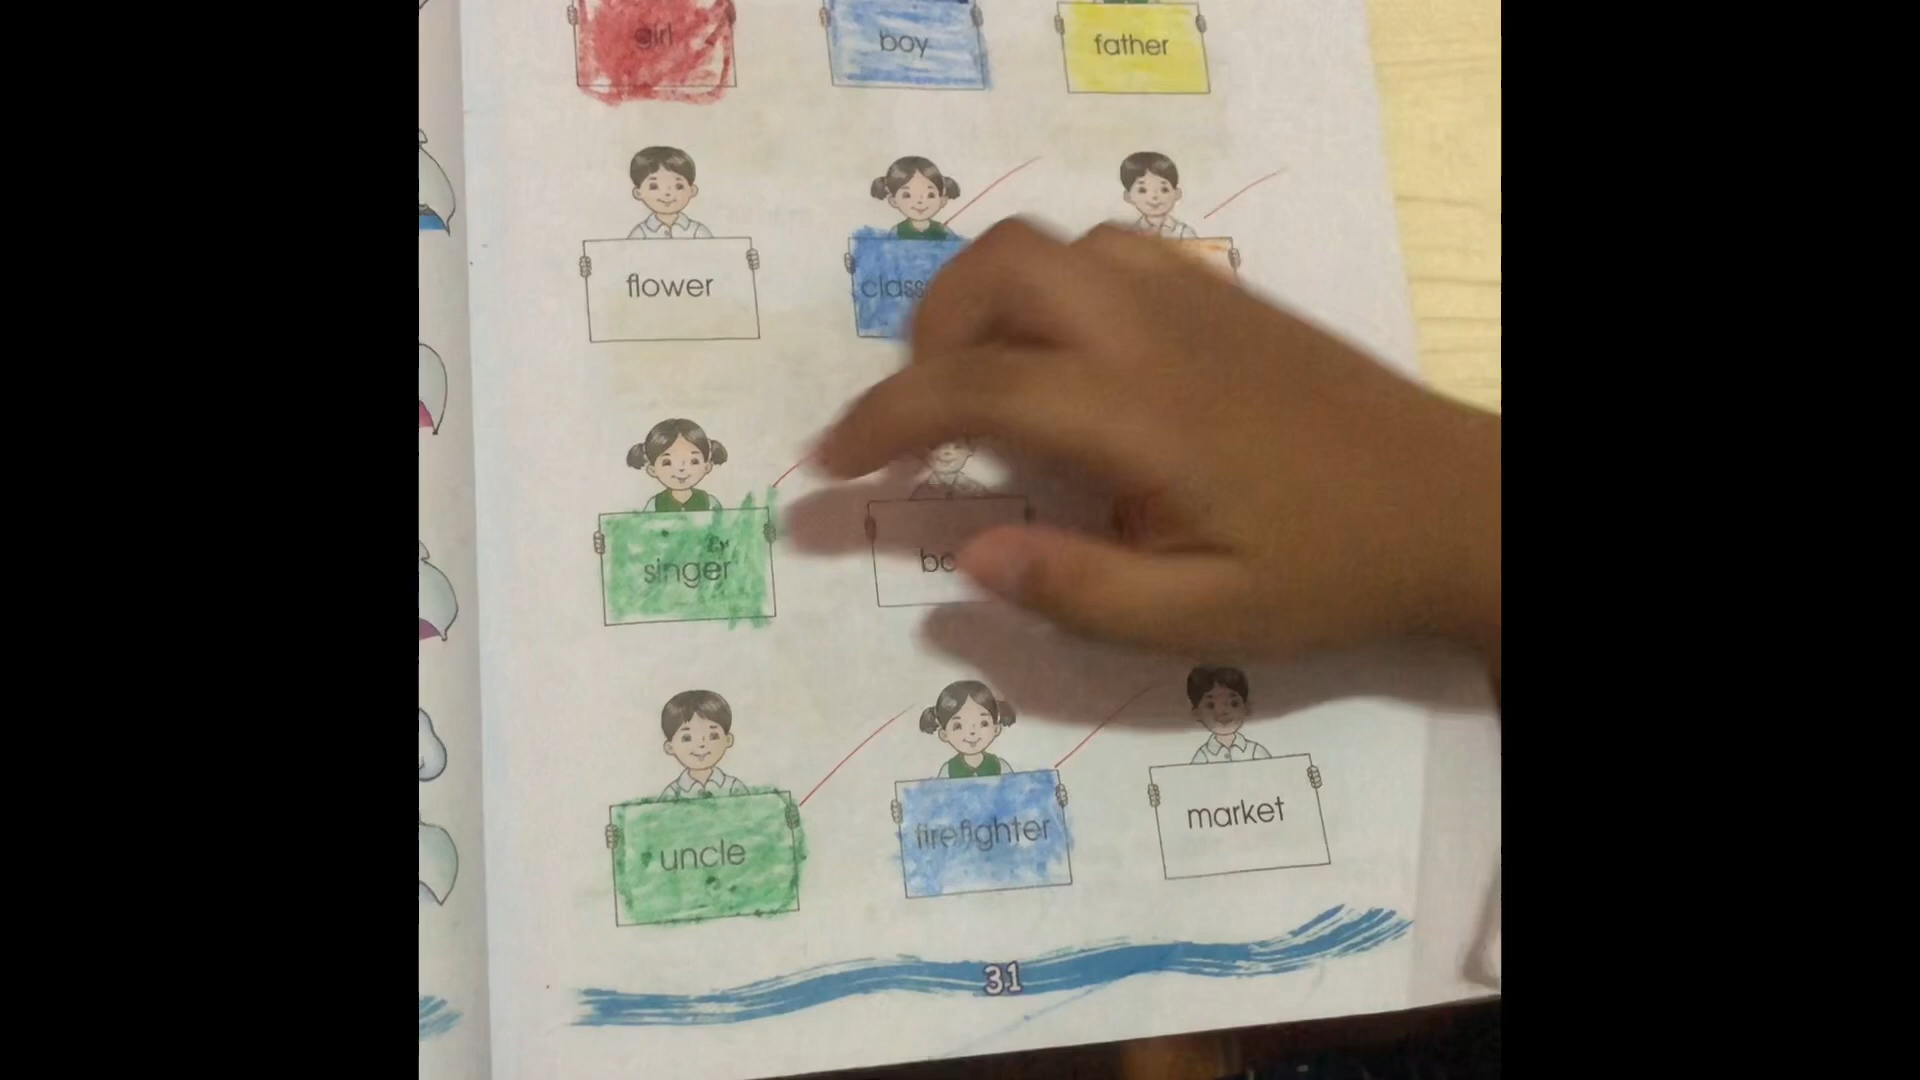 girl
boy
father
flower
singer
uncle
firefighter
market
31